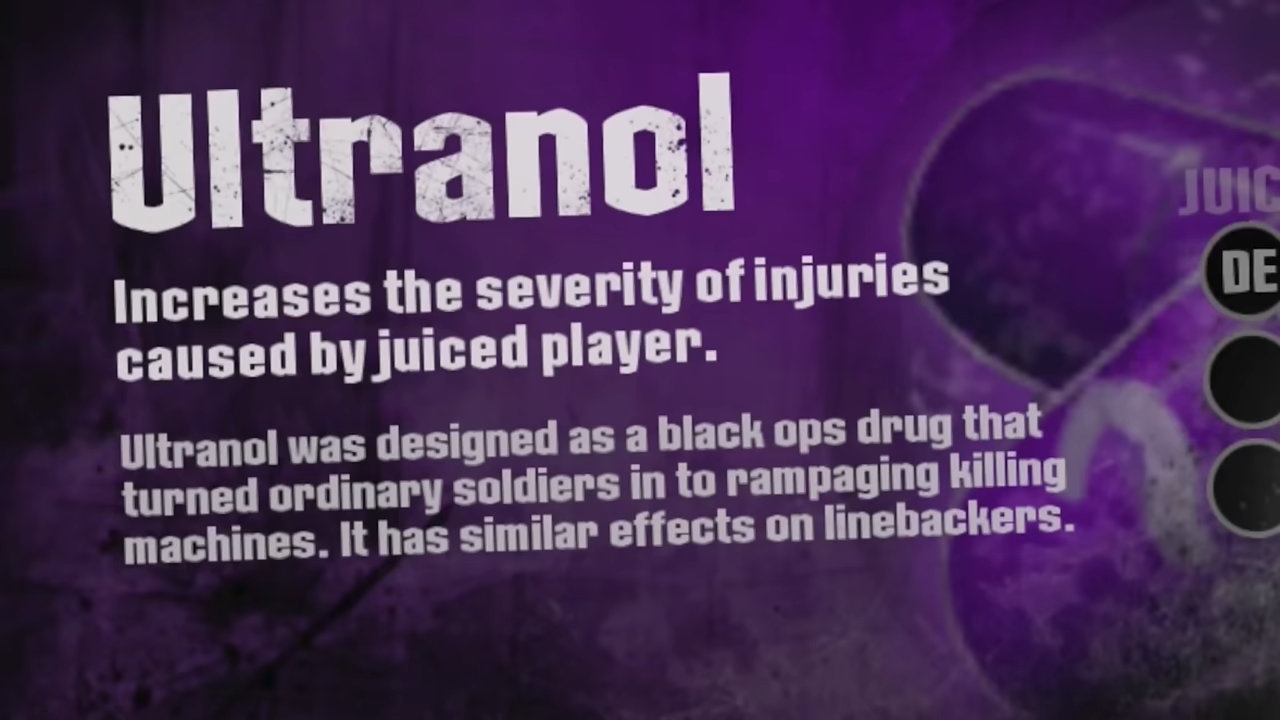 Ultranol
Increases the severity of injuries
caused by juiced player.
Ultranol was designed as a black ops drug that
turned ordinary soldiers in to rampaging killing
machines. It has similar effects on linebackers.
JUIC
DE